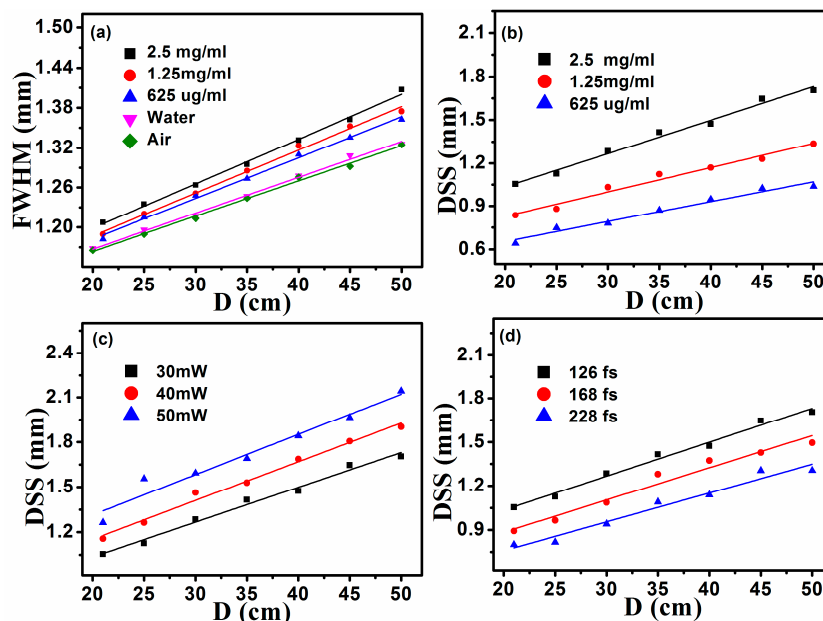 (a)
2.5 mg/ml
1.25mg/ml
625 ug/ml
Water
Air
FWHM (mm)
1.50
1.44
1.38
1.32
1.26
1.20
20 25 30 35 40 45 50
D (cm)
(b)
2.5 mg/ml
1.25mg/ml
625 ug/ml
DSS (mm)
2.1
1.8
1.5
1.2
0.9
0.6
20 25 30 35 40 45 50
D (cm)
(c)
30mW
40mW
50mW
DSS (mm)
2.4
2.1
1.8
1.5
1.2
20 25 30 35 40 45 50
D (cm)
(d)
126 fs
168 fs
228 fs
DSS (mm)
2.1
1.8
1.5
1.2
0.9
20 25 30 35 40 45 50
D (cm)